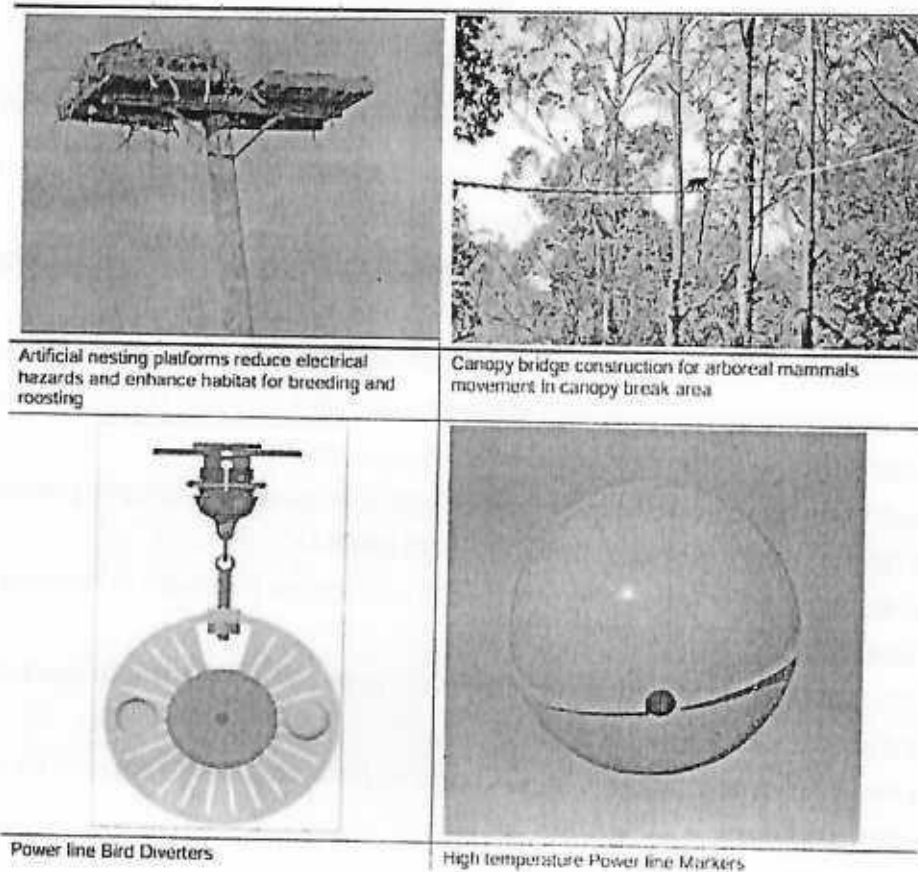 Artificial nesting platforms reduce electrical
hazards and enhance habitat for breeding and
roosting
Canopy bridge construction for arboreal mammals
movement in canopy break area
Power line Bird Diverters
High temperature Power line Markers